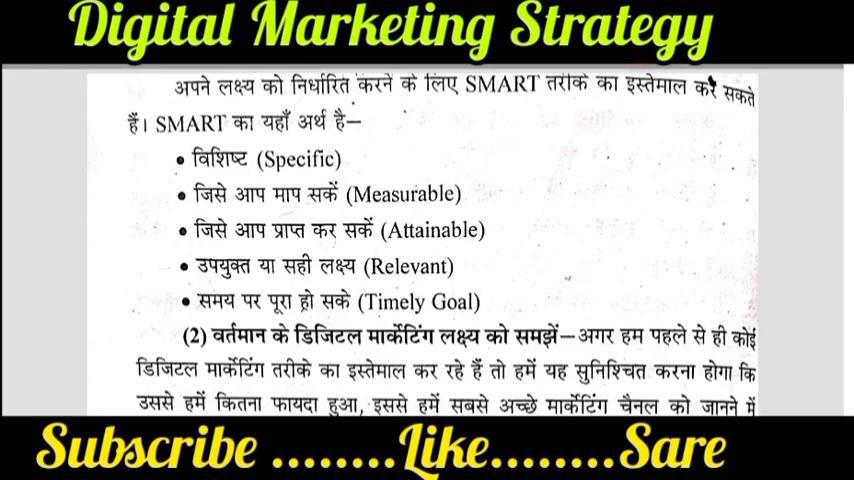 Digital Marketing Strategy
अपने लक्ष्य को निर्धारित करने के लिए SMART तरीके का इस्तेमाल कर सकते
हैं। SMART का यहाँ अर्थ है—
• विशिष्ट (Specific)
• जिसे आप माप सकें (Measurable)
• जिसे आप प्राप्त कर सकें (Attainable)
• उपयुक्त या सही लक्ष्य (Relevant)
• समय पर पूरा हो सके (Timely Goal)
(2) वर्तमान के डिजिटल मार्केटिंग लक्ष्य को समझें—अगर हम पहले से ही कोई
डिजिटल मार्केटिंग तरीके का इस्तेमाल कर रहे हैं तो हमें यह सुनिश्चित करना होगा कि
उससे हमें कितना फायदा हुआ, इससे हमें सबसे अच्छे मार्केटिंग चैनल को जानने में
Subscribe ........Like........Sare